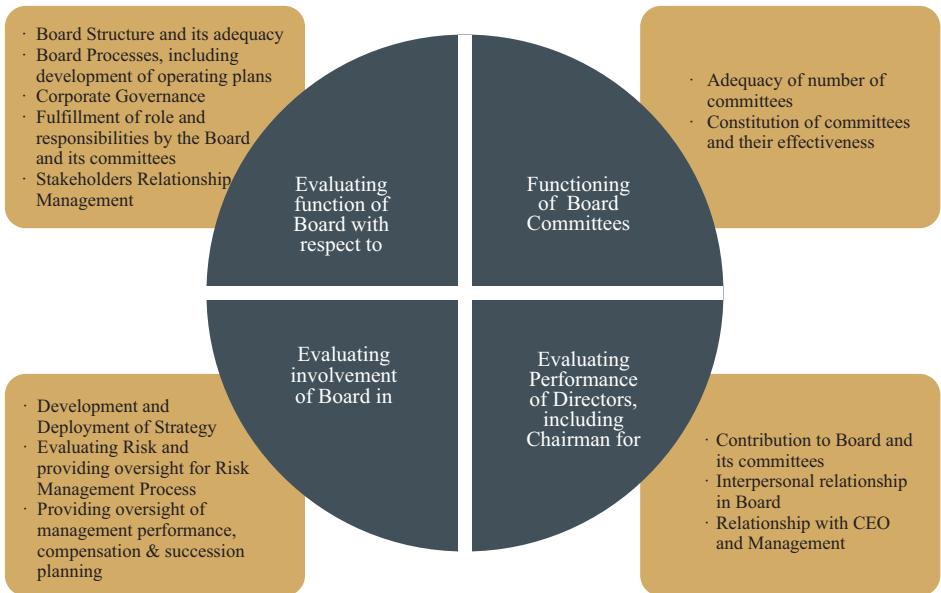 · Board Structure and its adequacy
· Board Processes, including
development of operating plans
· Corporate Governance
· Fulfillment of role and
responsibilities by the Board
and its committees
· Stakeholders Relationship
Management
Evaluating
function of
Board with
respect to
· Adequacy of number of
committees
· Constitution of committees
and their effectiveness
Functioning
of Board
Committees
· Development and
Deployment of Strategy
· Evaluating Risk and
providing oversight for Risk
Management Process
· Providing oversight of
management performance,
compensation & succession
planning
Evaluating
involvement
of Board in
Evaluating
Performance
of Directors,
including
Chairman for
· Contribution to Board and
its committees
· Interpersonal relationship
in Board
· Relationship with CEO
and Management